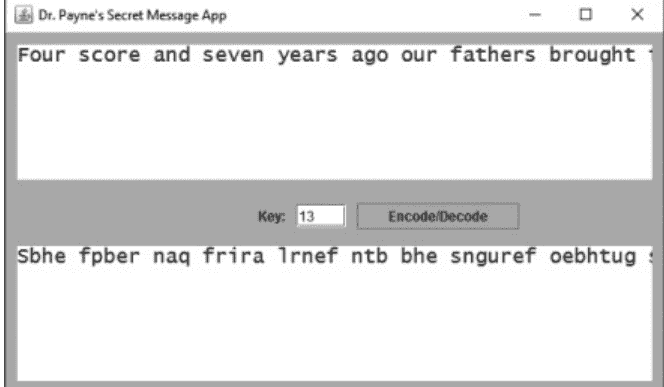 Dr. Payne's Secret Message App
Four score and seven years ago our fathers brought
Key: 13 Encode/Decode
Sbhe fpber naq frira lrnef ntb bhe snguref oebhtug